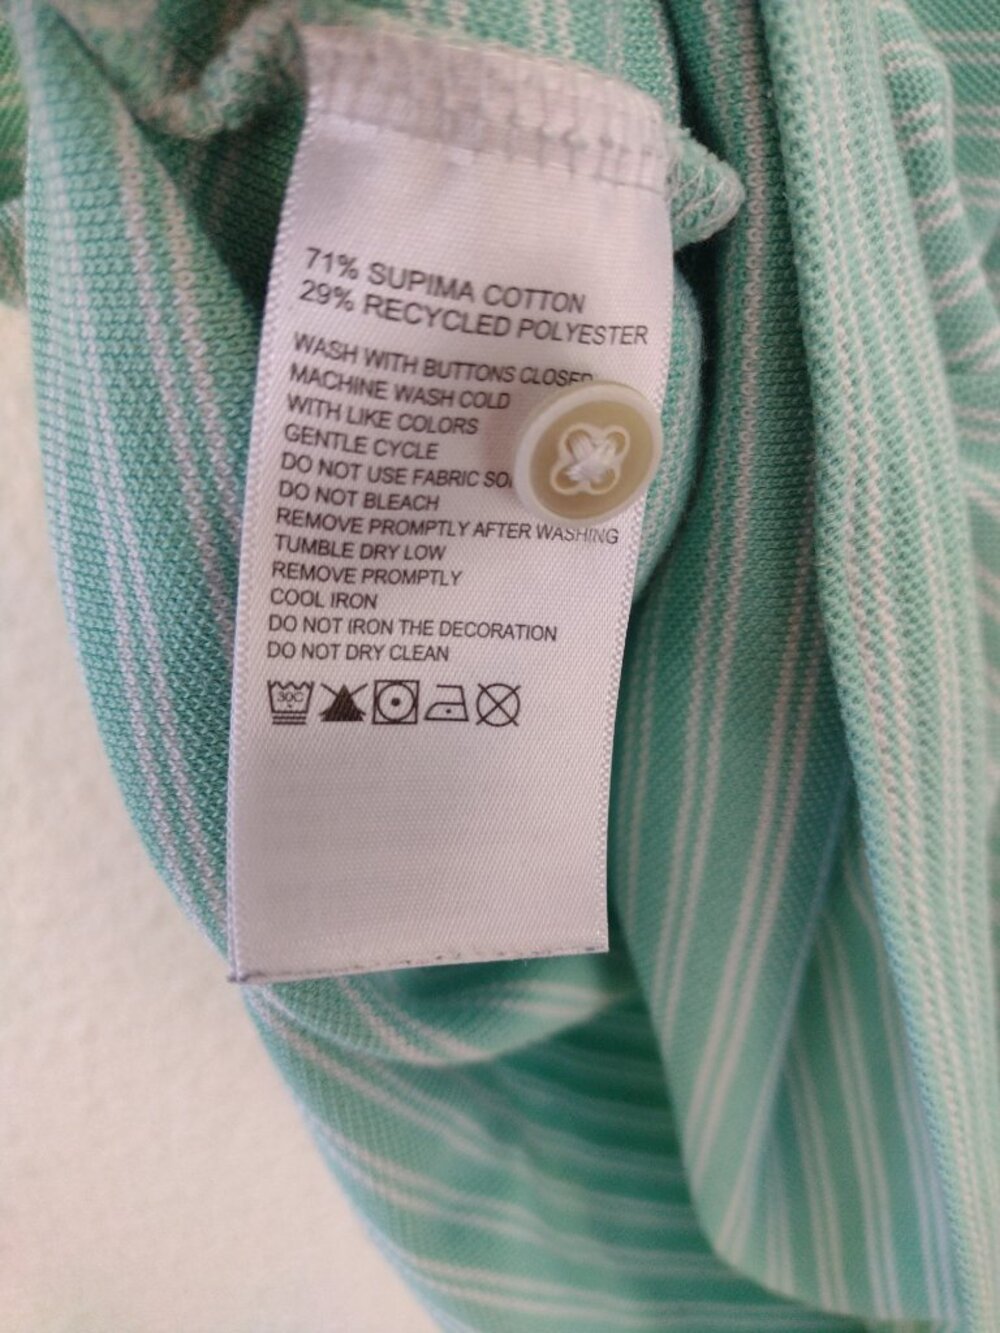 71% SUPIMA COTTON
29% RECYCLED POLYESTER
WASH WITH BUTTONS CLOSED
MACHINE WASH COLD
WITH LIKE COLORS
GENTLE CYCLE
DO NOT USE FABRIC
DO NOT BLEACH
REMOVE PROMPTLY AFTER WASHING
TUMBLE DRY LOW
REMOVE PROMPTLY
COOL IRON
DO NOT IRON THE DECORATION
DO NOT DRY CLEAN
30C